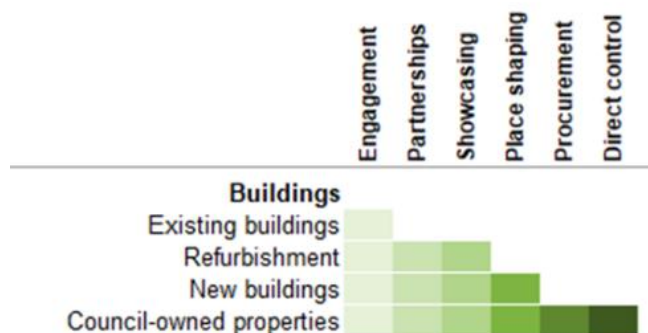 Engagement
Partnerships
Showcasing
Place shaping
Procurement
Direct control
Buildings
Existing buildings
Refurbishment
New buildings
Council-owned properties